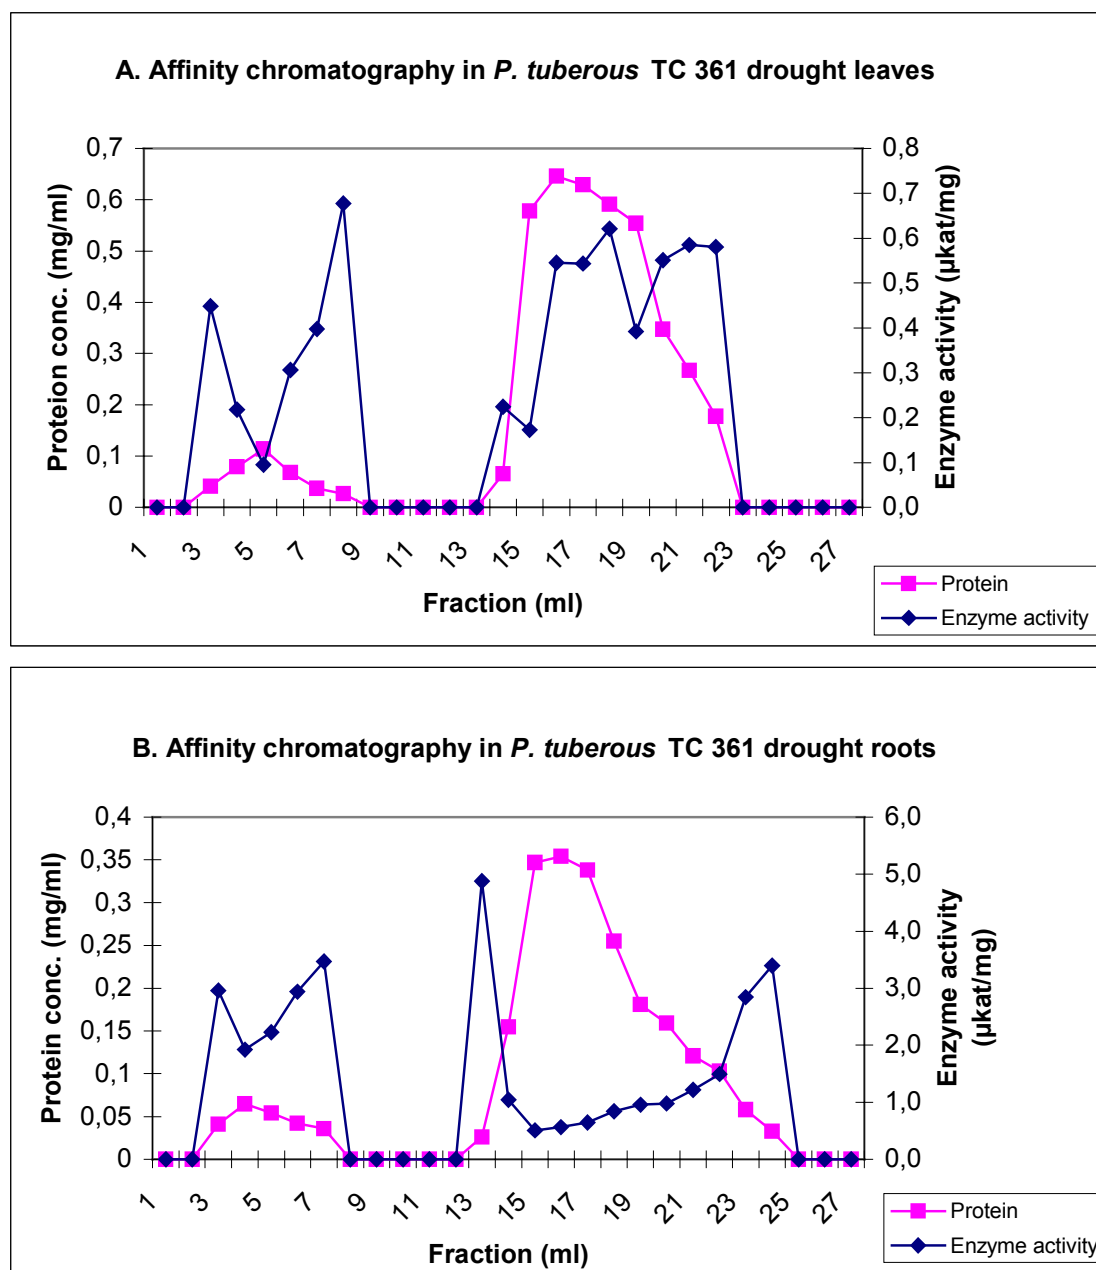 A. Affinity chromatography in P. tuberous TC 361 drought leaves
0,7
0,6
0,5
0,4
0,3
0,2
0,1
0
Proteion conc. (mg/ml)
0,8
0,7
0,6
0,5
0,4
0,3
0,2
0,1
0,0
Enzyme activity (µkat/mg)
1 3 5 7 9 11 13 15 17 19 21 23 25 27
Fraction (ml)
Protein
Enzyme activity
B. Affinity chromatography in P. tuberous TC 361 drought roots
0,4
0,35
0,3
0,25
0,2
0,15
0,1
0,05
0
Protein conc. (mg/ml)
6,0
5,0
4,0
3,0
2,0
1,0
0,0
Enzyme activity
(µkat/mg)
1 3 5 7 9 11 13 15 17 19 21 23 25 27
Fraction (ml)
Protein
Enzyme activity